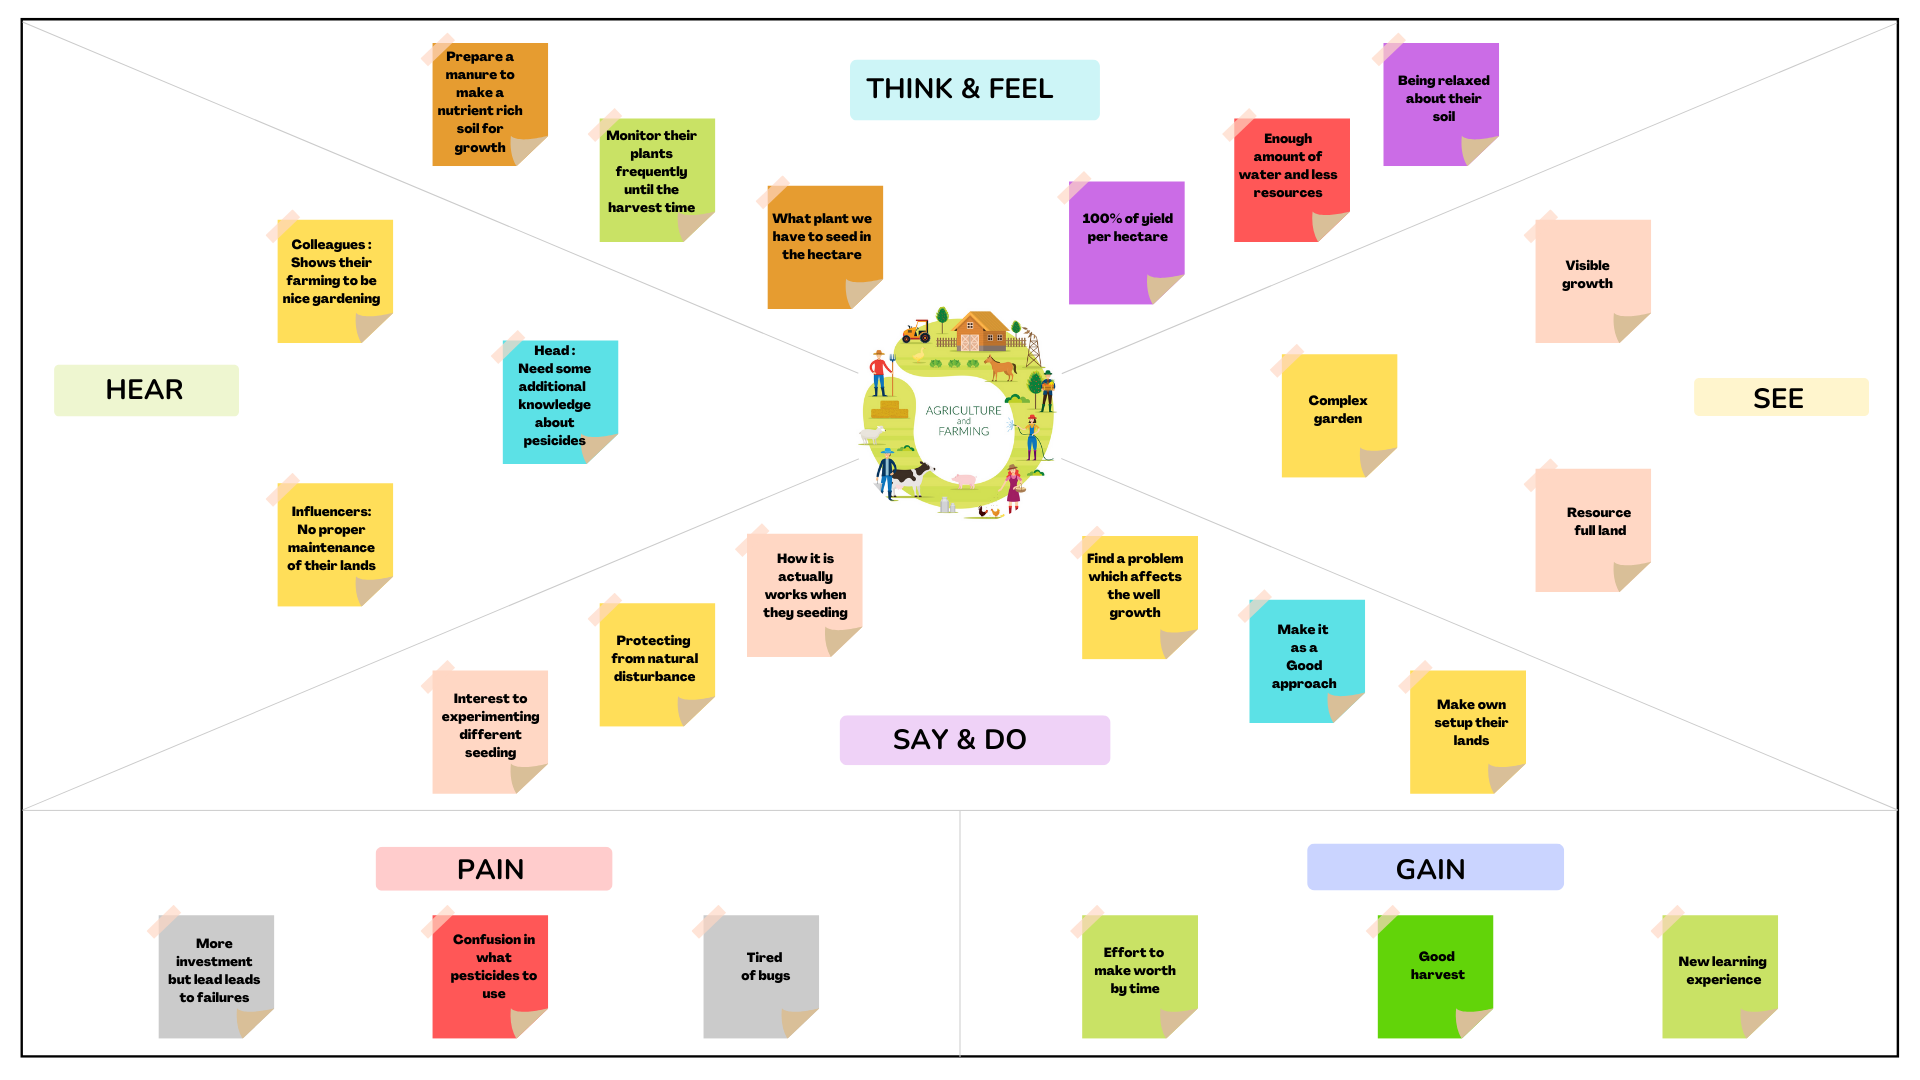 THINK & FEEL
Prepare a
manure to
make a
nutrient rich
soil for
growth
Monitor their
plants
frequently
until the
harvest time
What plant we
have to seed in
the hectare
100% of yield
per hectare
Enough
amount of
water and less
resources
Being relaxed
about their
soil
HEAR
Colleagues :
Shows their
farming to be
nice gardening
Head :
Need some
additional
knowledge
about
pesicides
Influencers:
No proper
maintenance
of their lands
AGRICULTURE
and
FARMING
SEE
Visible
growth
Complex
garden
Resource
full land
SAY & DO
Interest to
experimenting
different
seeding
Protecting
from natural
disturbance
How it is
actually
works when
they seeding
Find a problem
which affects
the well
growth
Make it
as a
Good
approach
Make own
setup their
lands
PAIN
More
investment
but lead leads
to failures
Confusion in
what
pesticides to
use
Tired
of bugs
GAIN
Effort to
make worth
by time
Good
harvest
New learning
experience